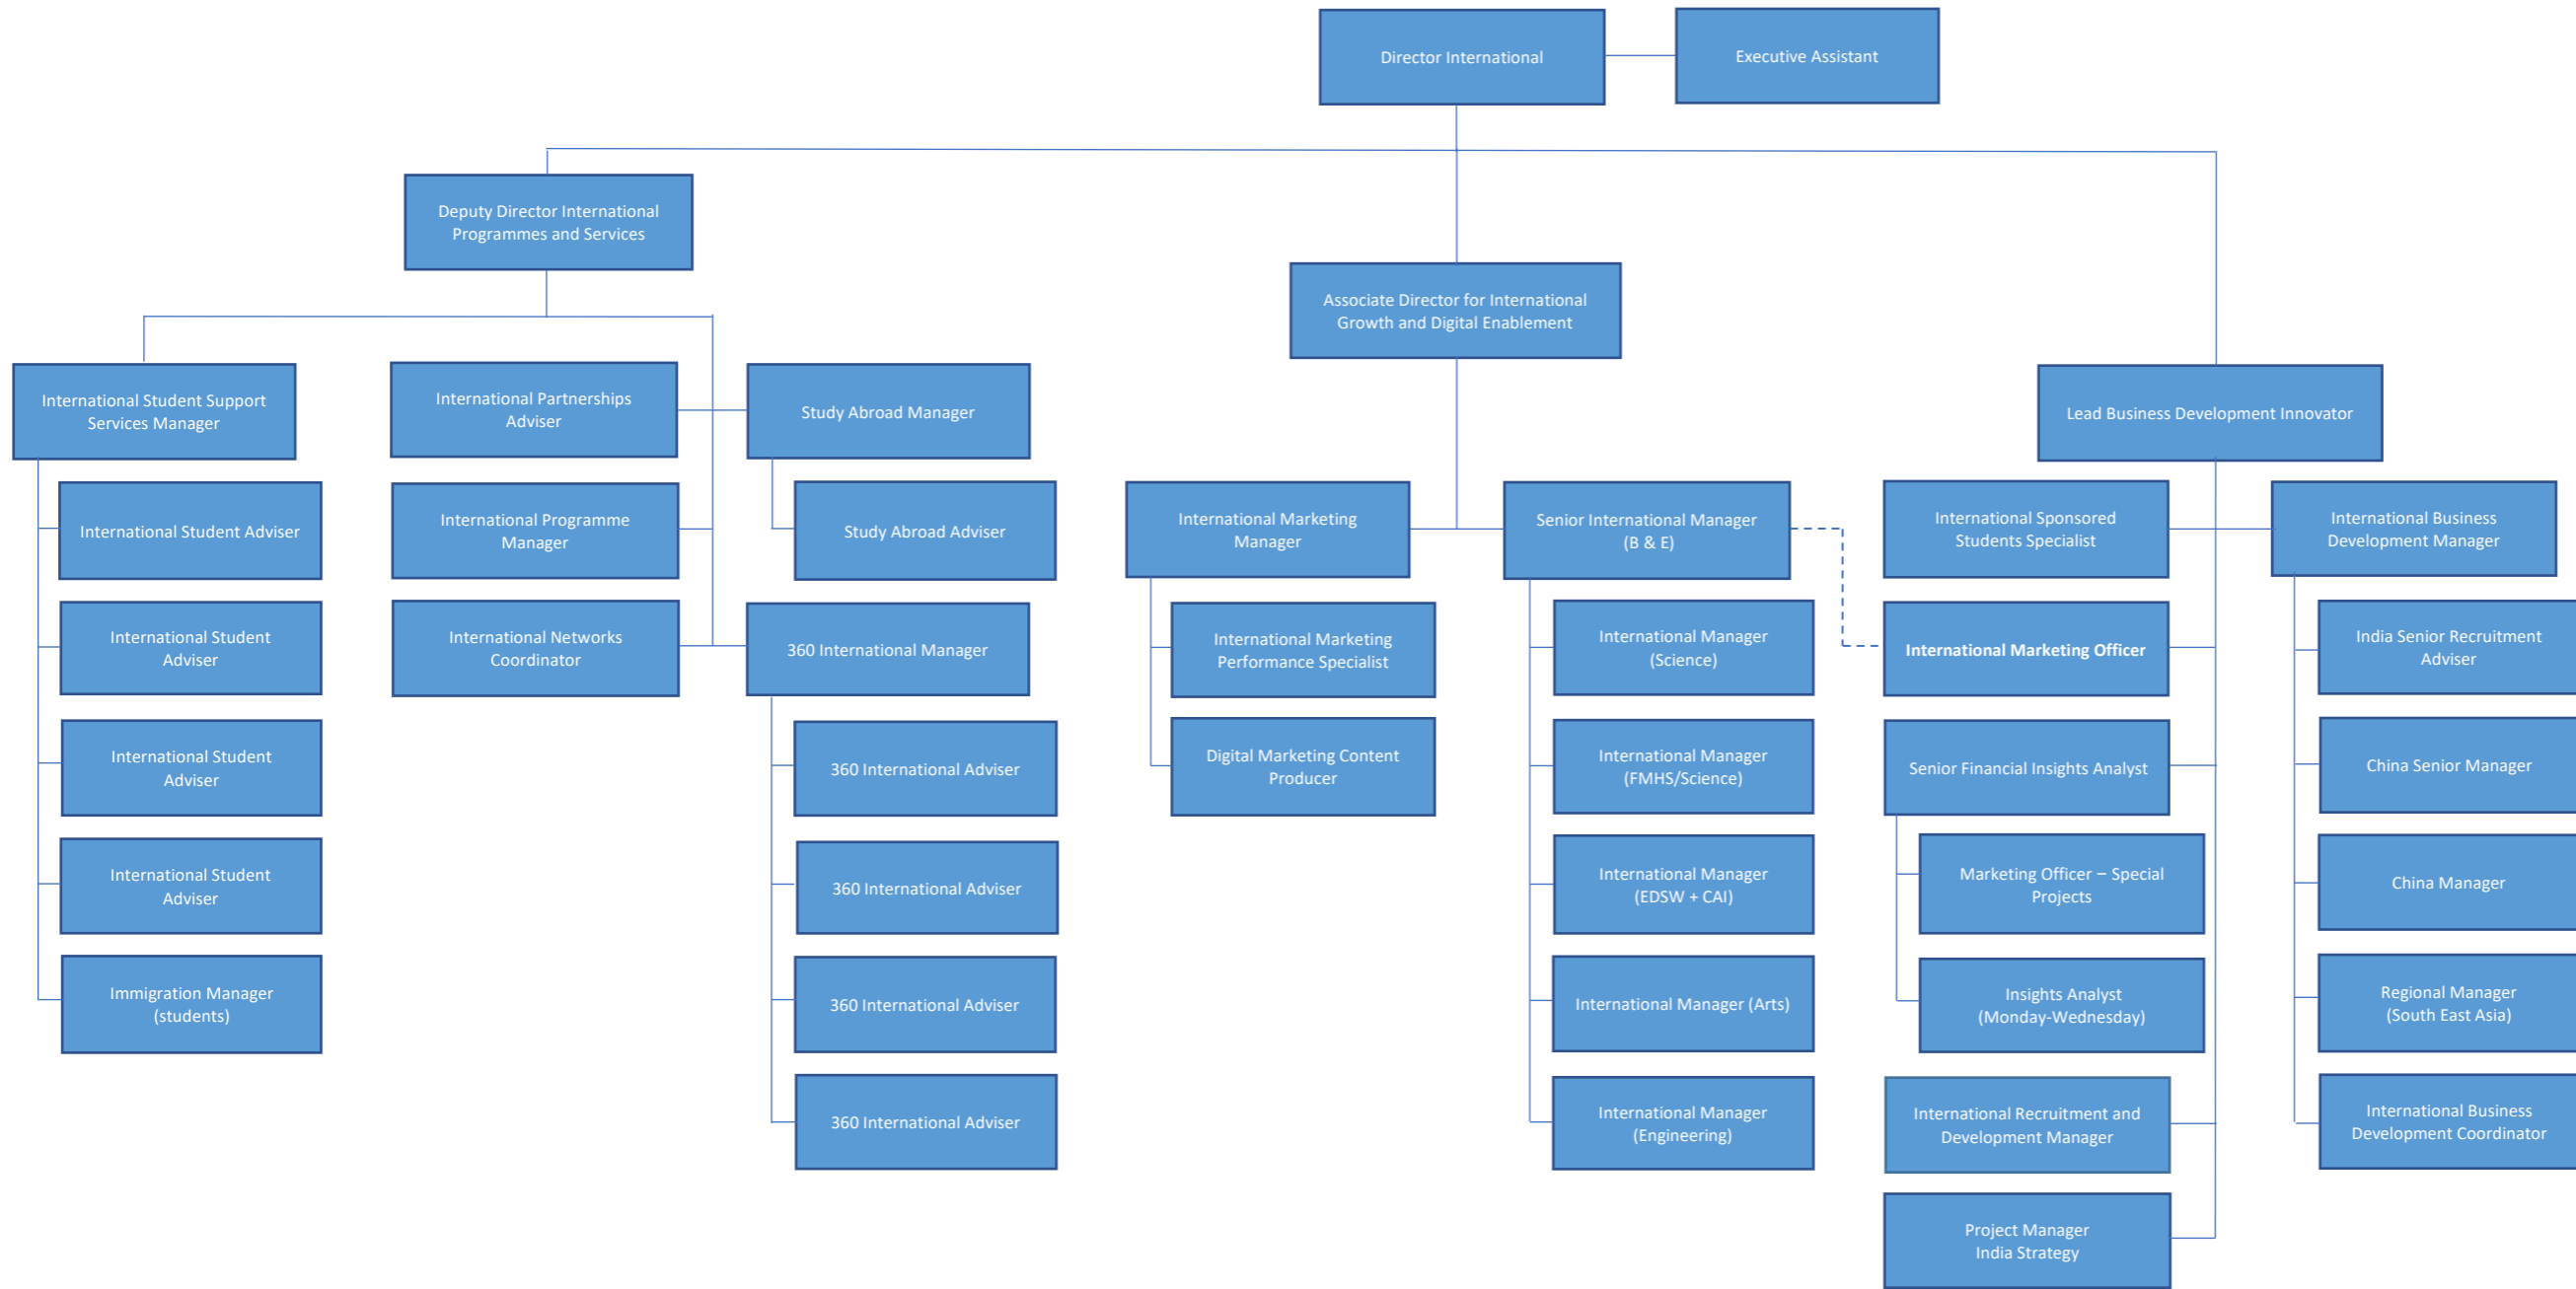 Director International
Executive Assistant
Deputy Director International
Programmes and Services
Associate Director for International
Growth and Digital Enablement
International Student Support
Services Manager
International Partnerships
Adviser
Study Abroad Manager
Lead Business Development Innovator
International Student Adviser
International Programme
Manager
Study Abroad Adviser
International Marketing
Manager
Senior International Manager
(B & E)
International Sponsored
Students Specialist
International Business
Development Manager
International Student
Adviser
International Networks
Coordinator
360 International Manager
International Marketing
Performance Specialist
International Manager
(Science)
International Marketing Officer
India Senior Recruitment
Adviser
International Student
Adviser
360 International Adviser
Digital Marketing Content
Producer
International Manager
(FMHS/Science)
Senior Financial Insights Analyst
China Senior Manager
International Student
Adviser
360 International Adviser
International Manager
(EDSW + CAI)
Marketing Officer – Special
Projects
China Manager
Immigration Manager
(students)
360 International Adviser
International Manager (Arts)
Insights Analyst
(Monday-Wednesday)
Regional Manager
(South East Asia)
360 International Adviser
International Manager
(Engineering)
International Recruitment and
Development Manager
International Business
Development Coordinator
Project Manager
India Strategy